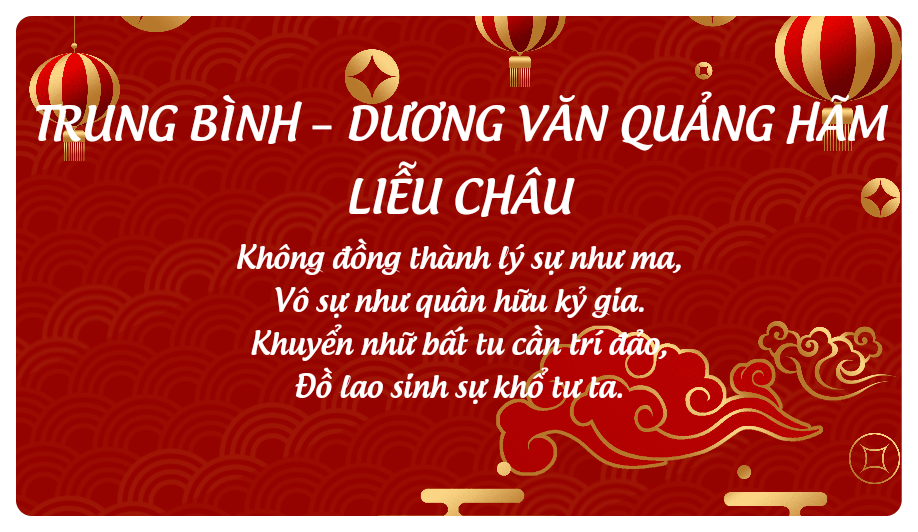 TRUNG BÌNH – DƯƠNG VĂN QUẢNG HÃM
LIỄU CHÂU
Không đồng thành lý sự như ma,
Vô sự như quân hữu kỷ gia.
Khuyển nhữ bất tu cần trí đảo,
Đồ lao sinh sự khổ tư ta.